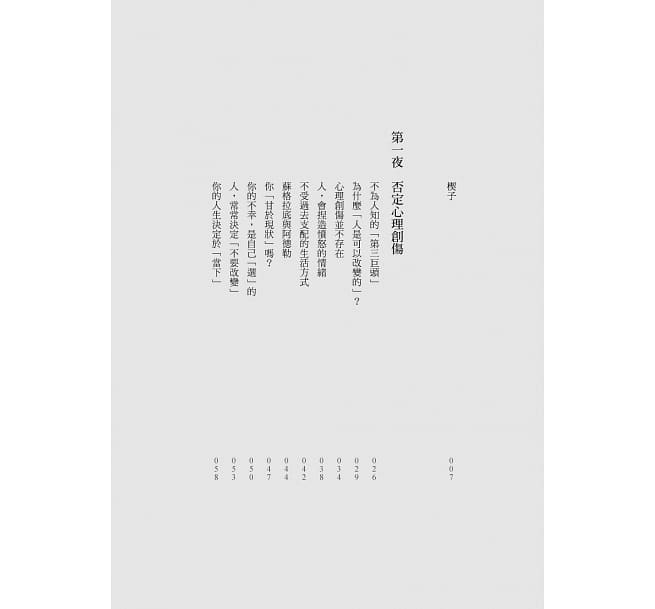 楔子 007
第一夜 否定心理創傷
不為人知的「第三巨頭」 026
為什麼「人是可以改變的」？ 029
心理創傷並不存在 034
人，會捏造憤怒的情緒 038
不受過去支配的生活方式 042
蘇格拉底與阿德勒 044
你「甘於現狀」嗎？ 047
你的不幸，是自己「選」的 050
人，常常決定「不要改變」 053
你的人生決定於「當下」 058